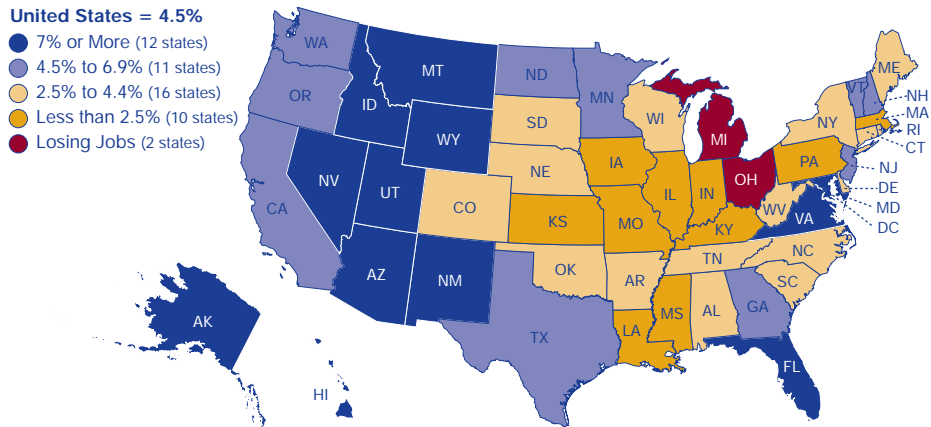 United States = 4.5%
7% or More (12 states)
4.5% to 6.9% (11 states)
2.5% to 4.4% (16 states)
Less than 2.5% (10 states)
Losing Jobs (2 states)
WA
MT
ND
MN
OR
ID
WY
SD
WI
MI
NY
VT
ME
NH
MA
RI
CT
NJ
DE
MD
DC
NV
UT
CO
NE
IA
IL
IN
OH
PA
WV
VA
CA
AZ
NM
KS
MO
KY
OK
AR
TN
NC
SC
TX
LA
MS
AL
GA
FL
AK
HI